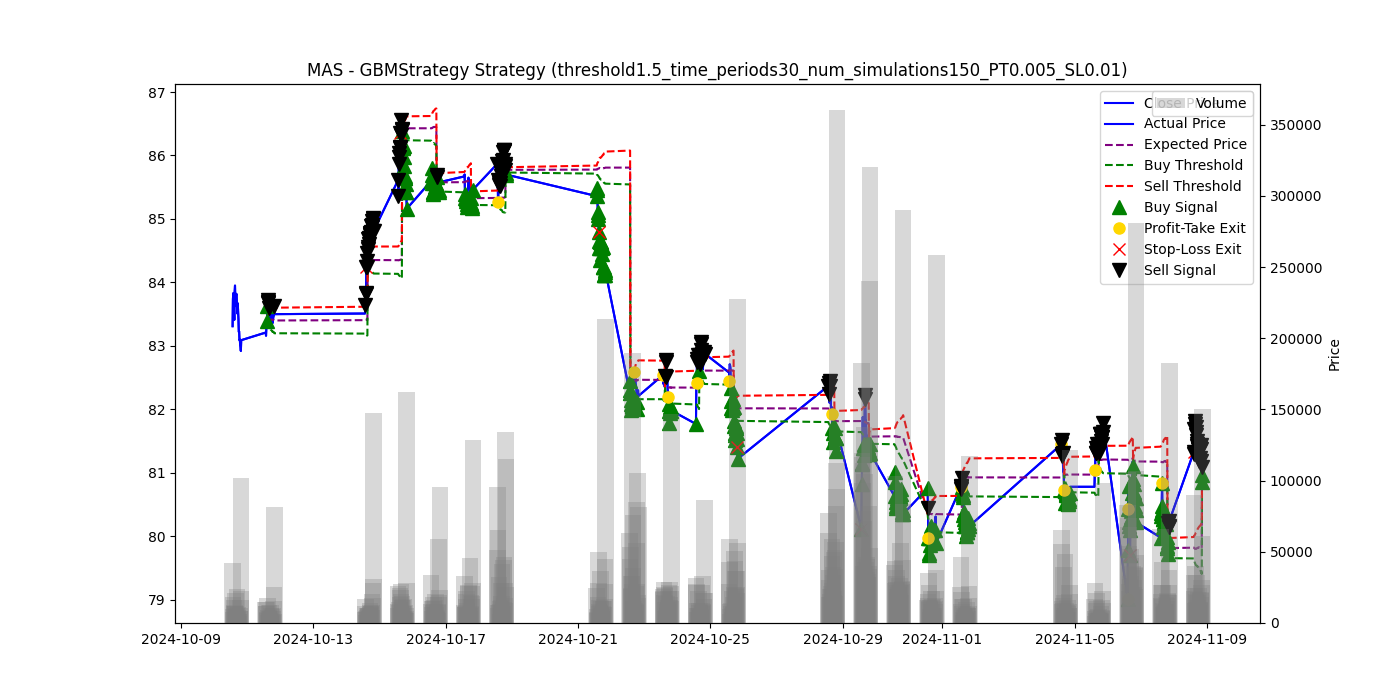 MAS - GBMStrategy Strategy (threshold1.5_time_periods30_num_simulations150_PT0.005_SL0.01)
87
86
85
84
83
82
81
80
79
350000
300000
250000
200000
150000
100000
50000
0
Price
Volume
Actual Price
Expected Price
Buy Threshold
Sell Threshold
Buy Signal
Profit-Take Exit
Stop-Loss Exit
Sell Signal
2024-10-09
2024-10-13
2024-10-17
2024-10-21
2024-10-25
2024-10-29
2024-11-01
2024-11-05
2024-11-09